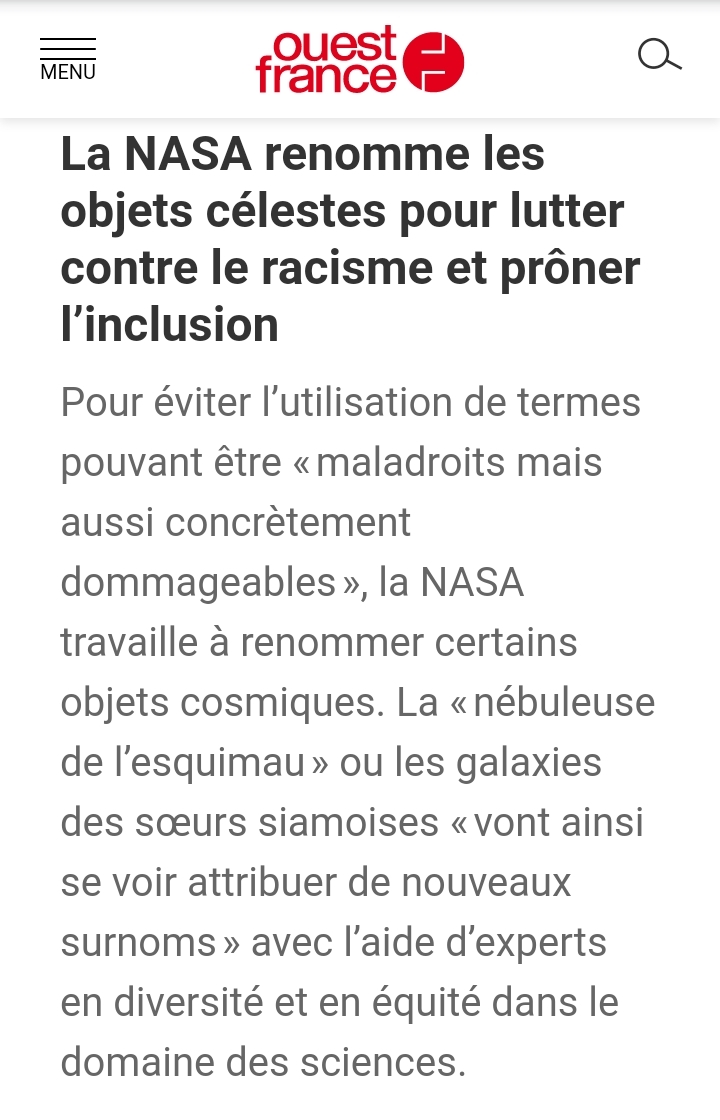 MENU
ouest
france
La NASA renomme les
objets célestes pour lutter
contre le racisme et prôner
l’inclusion
Pour éviter l’utilisation de termes
pouvant être « maladroits mais
aussi concrètement
dommageables », la NASA
travaille à renommer certains
objets cosmiques. La « nébuleuse
de l’esquimau » ou les galaxies
des sœurs siamoises « vont ainsi
se voir attribuer de nouveaux
surnoms » avec l’aide d’experts
en diversité et en équité dans le
domaine des sciences.